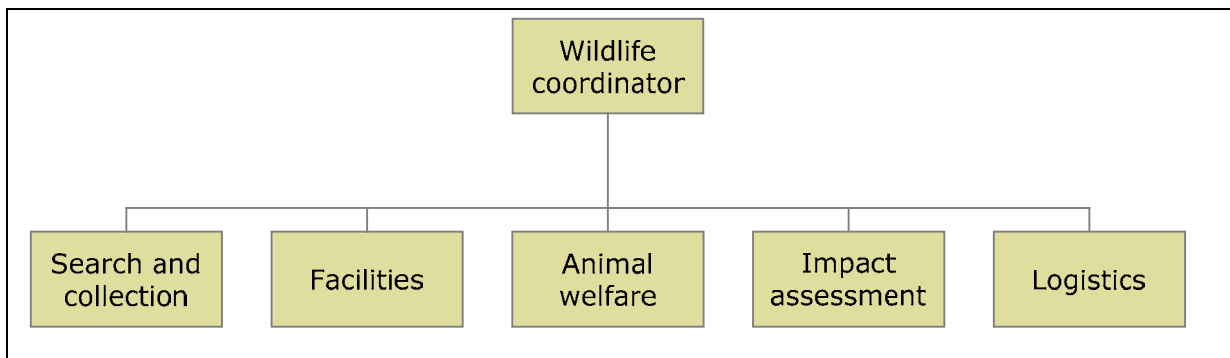 Wildlife
coordinator
Search and
collection
Facilities
Animal
welfare
Impact
assessment
Logistics